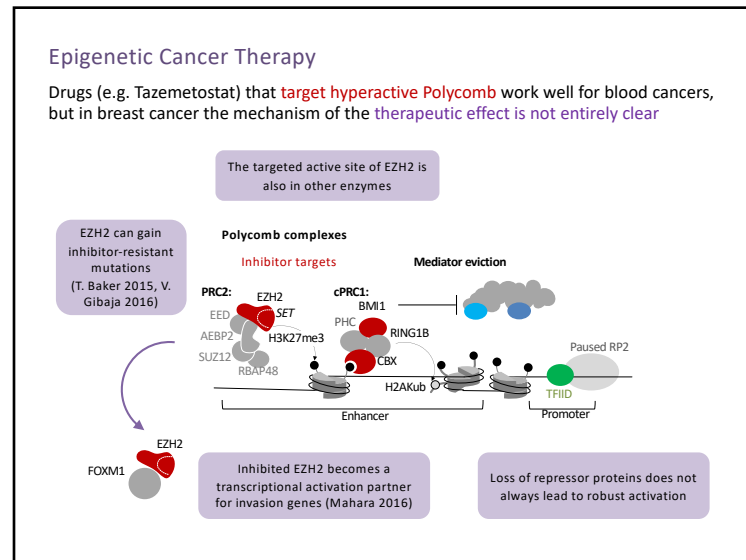 Epigenetic Cancer Therapy
Drugs (e.g. Tazemetostat) that target hyperactive Polycomb work well for blood cancers,
but in breast cancer the mechanism of the therapeutic effect is not entirely clear
The targeted active site of EZH2 is
also in other enzymes
EZH2 can gain
inhibitor-resistant
mutations
(T. Baker 2015, V.
Gibaja 2016)
Polycomb complexes
Inhibitor targets
Mediator eviction
PRC2:
EZH2
SET
EED
AEBP2
SUZ12
RBAP48
H3K27me3
cPRC1:
BMI1
PHC
RING1B
CBX
H2AKub
Paused RP2
TFIID
Enhancer
Promoter
EZH2
FOXM1
Inhibited EZH2 becomes a
transcriptional activation partner
for invasion genes (Mahara 2016)
Loss of repressor proteins does not
always lead to robust activation